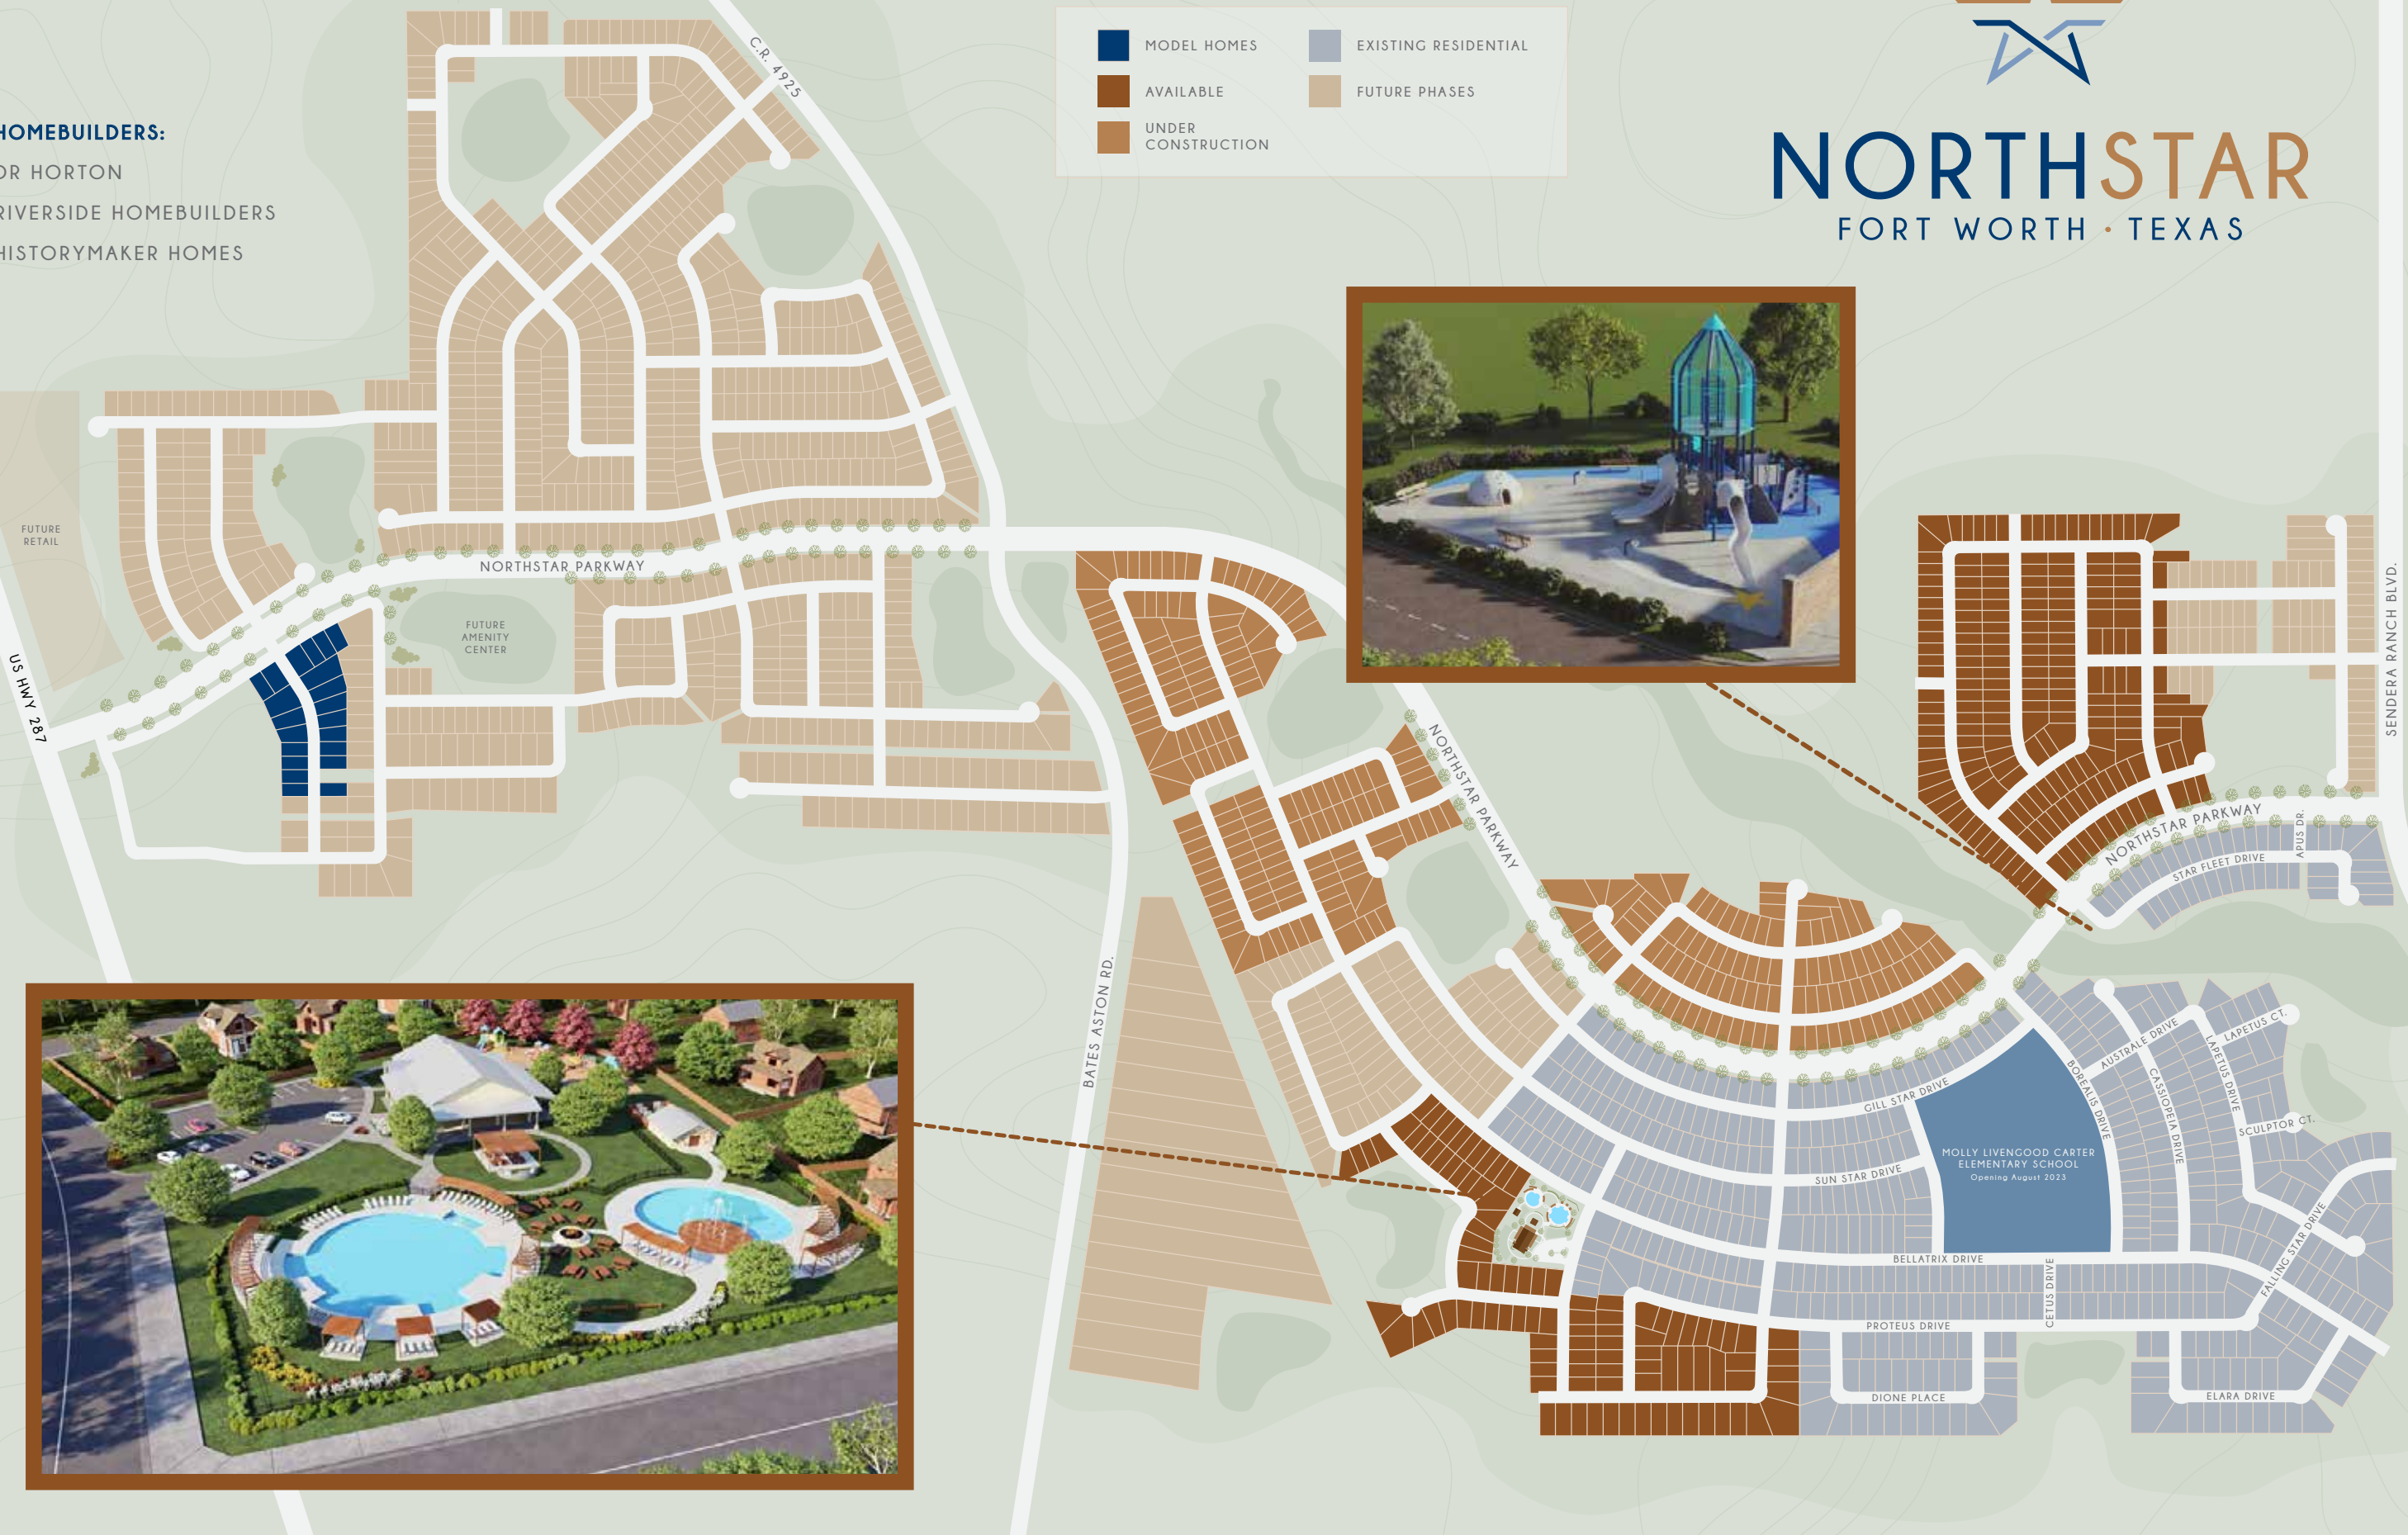 HOMEBUILDERS:
DR HORTON
RIVERSIDE HOMEBUILDERS
HISTORYMAKER HOMES
C.R. 4925
MODEL HOMES
AVAILABLE
UNDER
CONSTRUCTION
EXISTING RESIDENTIAL
FUTURE PHASES
NORTHSTAR
FORT WORTH • TEXAS
FUTURE
RETAIL
US HWY 287
NORTHSTAR PARKWAY
FUTURE
AMENITY
CENTER
BATES ASTON RD.
NORTHSTAR PARKWAY
SENDERA RANCH BLVD.
NORTHSTAR PARKWAY
APUS DR.
STAR FLEET DRIVE
LAPETUS CT.
AUSTRALE DRIVE
LAPETUS DRIVE
BOREALIS DRIVE
CASSIOPEIA DRIVE
GILL STAR DRIVE
SCULPTOR CT.
MOLLY LIVENGOOD CARTER
ELEMENTARY SCHOOL
Opening August 2023
SUN STAR DRIVE
FALLING STAR DRIVE
BELLATRIX DRIVE
CETUS DRIVE
PROTEUS DRIVE
DIONE PLACE
ELARA DRIVE